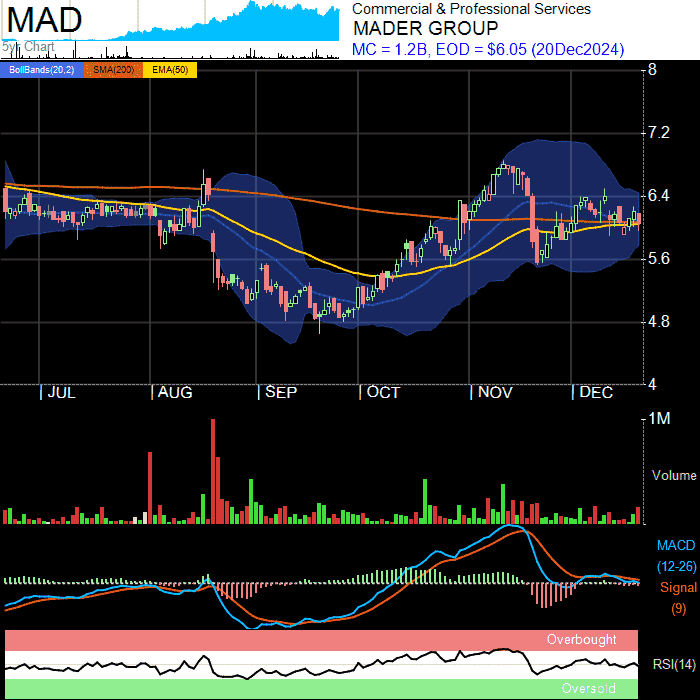 MAD
5yr Chart
Commercial & Professional Services
MADER GROUP
MC = 1.2B, EOD = $6.05 (20Dec2024)
BollBands(20,2) SMA(200) EMA(50)
8
7.2
6.4
5.6
4.8
4
JUL AUG SEP OCT NOV DEC
1M
Volume
MACD
(12-26)
Signal
(9)
Overbought
RSI(14)
Oversold